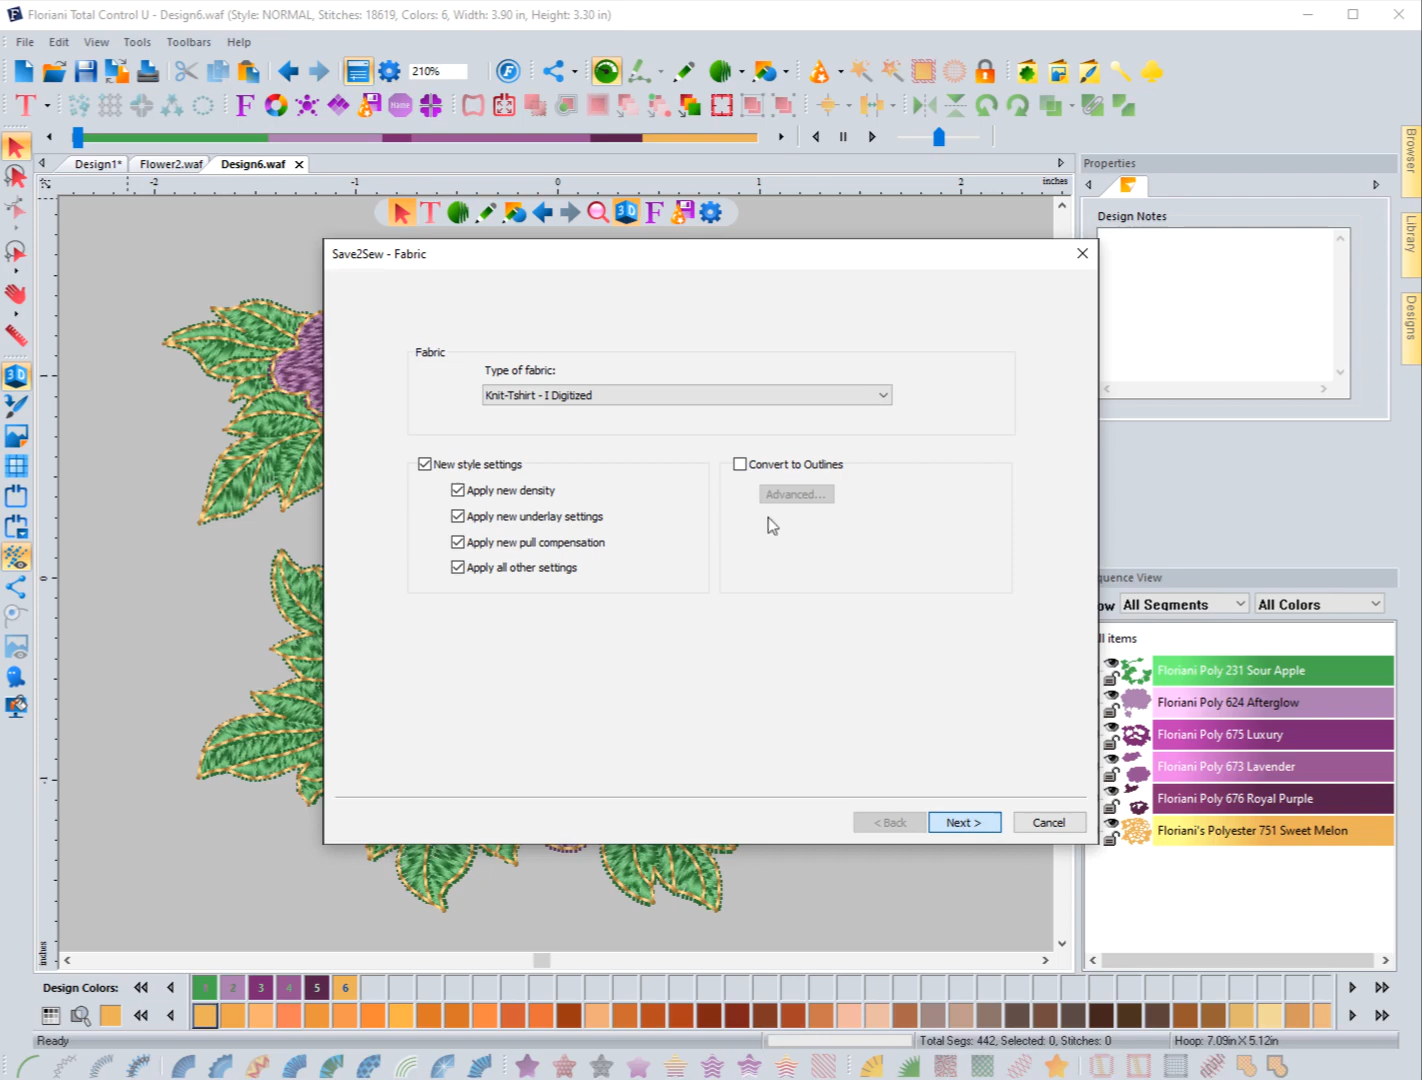 Floriani Total Control U - Design6.waf (Style: NORMAL, Stitches: 18619, Colors: 6, Width: 3.90 in, Height: 3.30 in)
File Edit View Tools Toolbars Help
210%
Design1* Flower2.waf Design6.waf
-2 -1 0 1 2 inches
Properties
Design Notes
Browser
Library
Designs
Save2Sew - Fabric
Fabric
Type of fabric:
Knit-Tshirt - I Digitized
New style settings
Apply new density
Apply new underlay settings
Apply new pull compensation
Apply all other settings
Convert to Outlines
Advanced...
< Back Next > Cancel
quence View
ow All Segments All Colors
ll items
Floriani Poly 231 Sour Apple
Floriani Poly 624 Afterglow
Floriani Poly 675 Luxury
Floriani Poly 673 Lavender
Floriani Poly 676 Royal Purple
Floriani's Polyester 751 Sweet Melon
inches
Design Colors: 1 2 3 4 5 6
Ready
Total Segs: 442, Selected: 0, Stitches: 0
Hoop: 7.09in X 5.12in